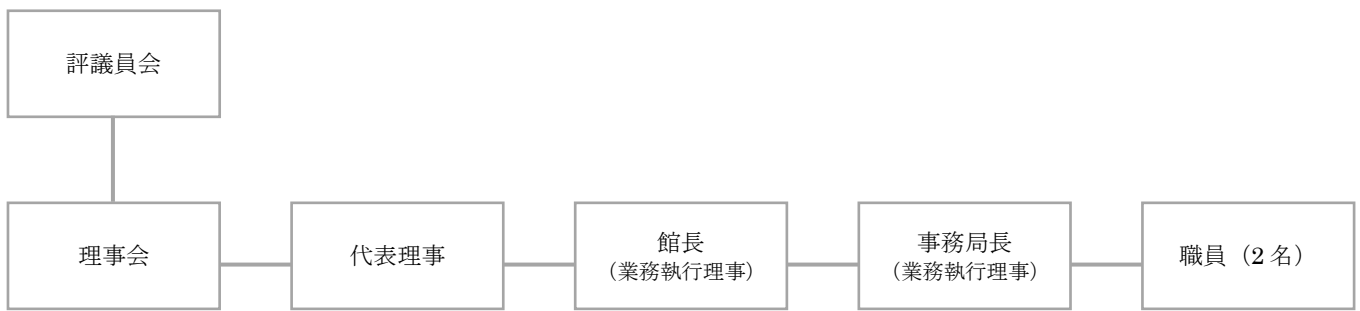 評議員会
理事会
代表理事
館長
（業務執行理事）
事務局長
（業務執行理事）
職員（2 名）